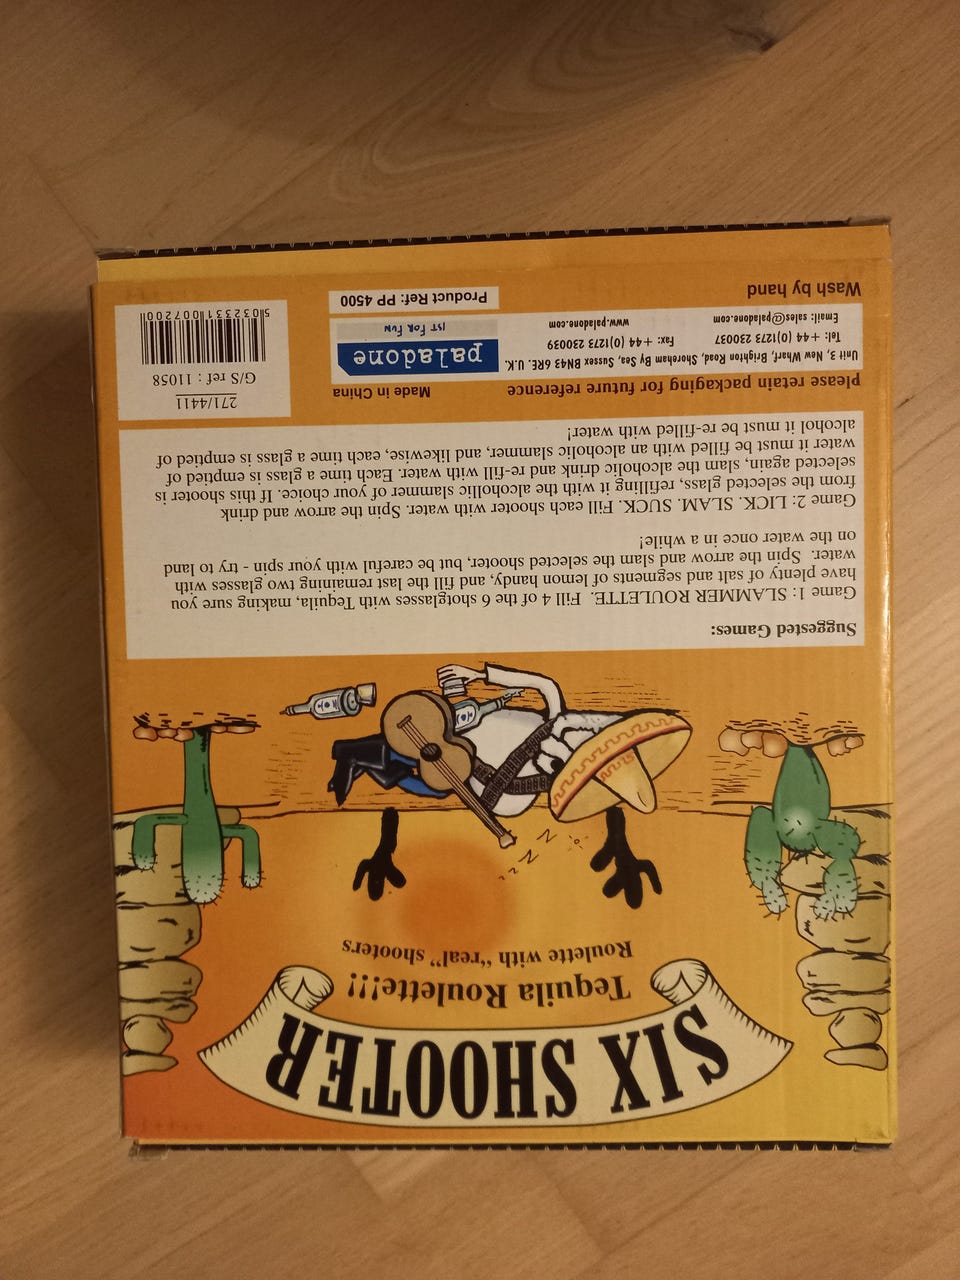 SIX SHOOTER
Tequila Roulette!!!
Roulette with "real" shooters
z z Z Z
Suggested Games:
Game 1: SLAMMER ROULETTE. Fill 4 of the 6 shotglasses with Tequila, making sure you
have plenty of salt and segments of lemon handy, and fill the last remaining two glasses with
water. Spin the arrow and slam the selected shooter, but be careful with your spin - try to land
on the water once in a while!
Game 2: LICK. SLAM. SUCK. Fill each shooter with water. Spin the arrow and drink
from the selected glass, refilling it with the alcohollic slammer of your choice. If this shooter is
selected again, slam the alcoholic drink and re-fill with water. Each time a glass is emptied of
water it must be filled with an alcoholic slammer, and likewise, each time a glass is emptied of
alcohol it must be re-filled with water!
Please retain packaging for future reference
Made in China
Unit 3, New Wharf, Brighton Road, Shoreham By Sea, Sussex BN43 6RE. U.K.
Tel: + 44 (0)1273 230037 Fax: + 44 (0)1273 230039
Email: sales@paladone.com www.paladone.com
paladone
1ST FOR FUN
Wash by hand
Product Ref: PP 4500
271/4411
G/S ref : 11058
5 032331 007200